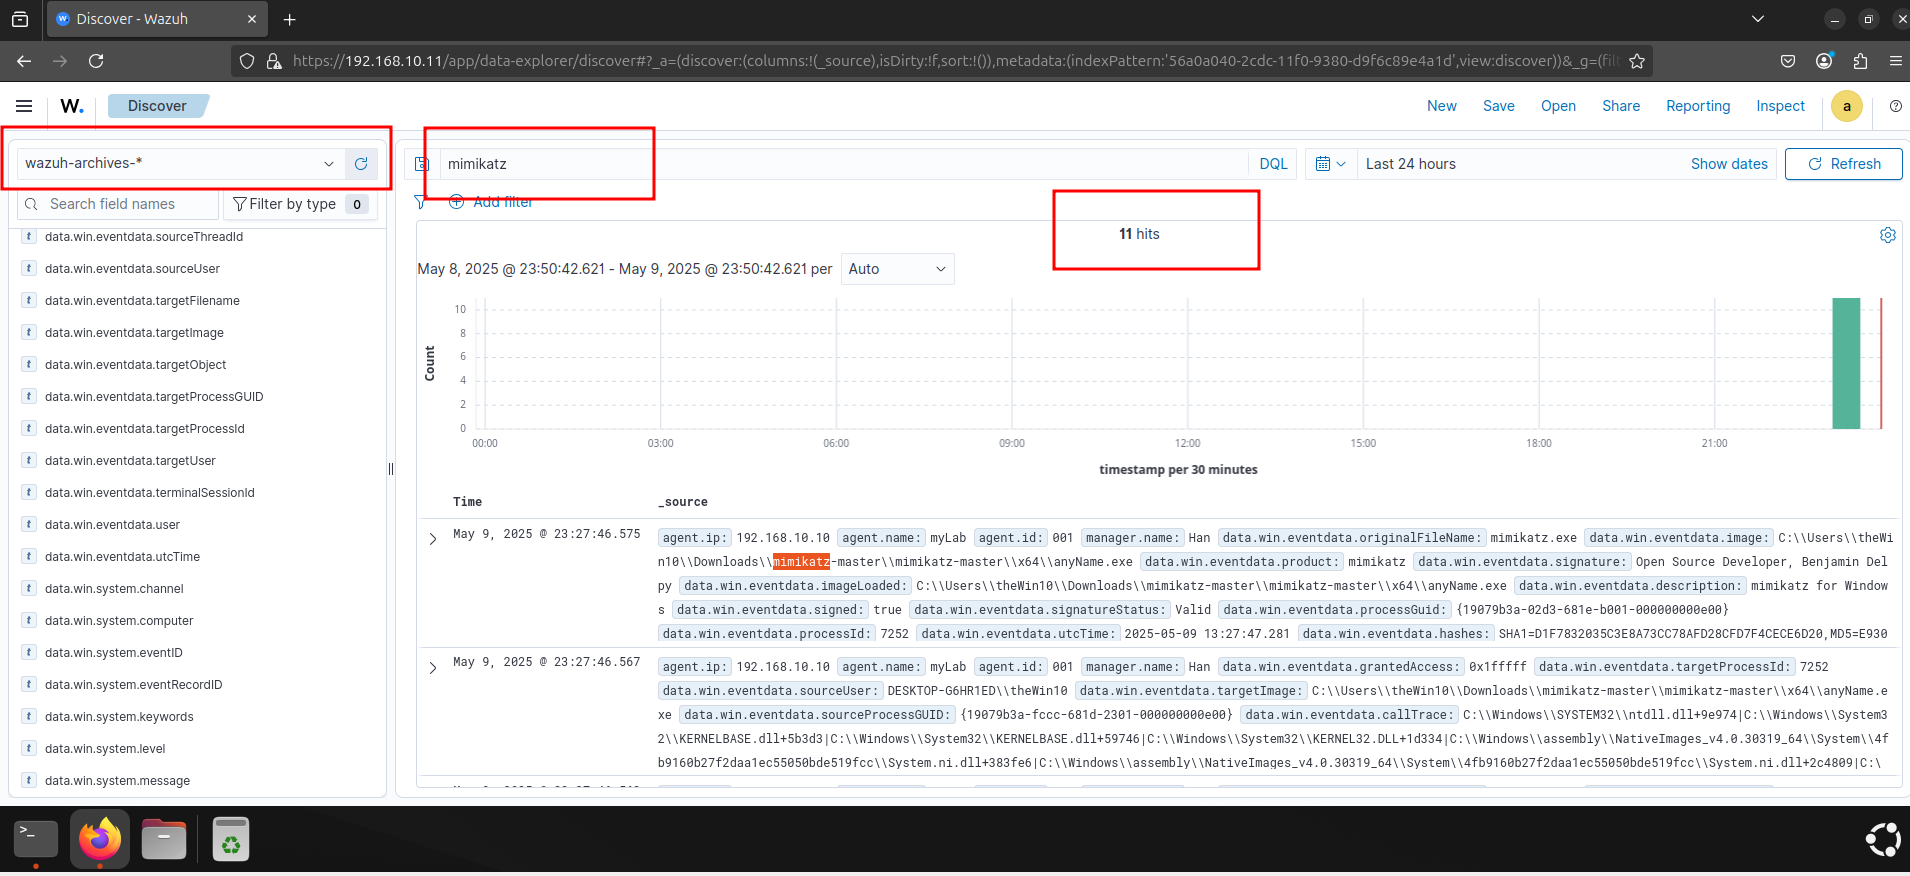 Discover - Wazuh
https://192.168.10.11/app/data-explorer/discover#?_a=(discover:(columns:!(_source),isDirty:!f,sort:!()),metadata:(indexPattern:'56a0a040-2cdc-11f0-9380-d9f6c89e4a1d',view:discover))&_g=(filt
W. Discover New Save Open Share Reporting Inspect a
wazuh-archives-*
mimikatz DQL Last 24 hours Show dates Refresh
Search field names Filter by type 0
Add filter
data.win.eventdata.sourceThreadId
data.win.eventdata.sourceUser
data.win.eventdata.targetFilename
data.win.eventdata.targetImage
data.win.eventdata.targetObject
data.win.eventdata.targetProcessGUID
data.win.eventdata.targetProcessId
data.win.eventdata.targetUser
data.win.eventdata.terminalSessionId
data.win.eventdata.user
data.win.eventdata.utcTime
data.win.system.channel
data.win.system.computer
data.win.system.eventID
data.win.system.eventRecordID
data.win.system.keywords
data.win.system.level
data.win.system.message
11 hits
May 8, 2025 @ 23:50:42.621 - May 9, 2025 @ 23:50:42.621 per Auto
Count
10
8
6
4
2
0
00:00 03:00 06:00 09:00 12:00 15:00 18:00 21:00
timestamp per 30 minutes
Time _source
May 9, 2025 @ 23:27:46.575 agent.ip: 192.168.10.10 agent.name: myLab agent.id: 001 manager.name: Han data.win.eventdata.originalFileName: mimikatz.exe data.win.eventdata.image: C:\\Users\\theWi
n10\\Downloads\\mimikatz-master\\mimikatz-master\\x64\\anyName.exe data.win.eventdata.product: mimikatz data.win.eventdata.signature: Open Source Developer, Benjamin Del
py data.win.eventdata.imageLoaded: C:\\Users\\theWin10\\Downloads\\mimikatz-master\\mimikatz-master\\x64\\anyName.exe data.win.eventdata.description: mimikatz for Window
s data.win.eventdata.signed: true data.win.eventdata.signatureStatus: Valid data.win.eventdata.processGuid: {19079b3a-02d3-681e-b001-000000000e00}
data.win.eventdata.processId: 7252 data.win.eventdata.utcTime: 2025-05-09 13:27:47.281 data.win.eventdata.hashes: SHA1=D1F7832035C3E8A73CC78AFD28CFD7F4CECE6D20,MD5=E930
May 9, 2025 @ 23:27:46.567 agent.ip: 192.168.10.10 agent.name: myLab agent.id: 001 manager.name: Han data.win.eventdata.grantedAccess: 0x1fffff data.win.eventdata.targetProcessId: 7252
data.win.eventdata.sourceUser: DESKTOP-G6HR1ED\\theWin10 data.win.eventdata.targetImage: C:\\Users\\theWin10\\Downloads\\mimikatz-master\\mimikatz-master\\x64\\anyName.e
xe data.win.eventdata.sourceProcessGUID: {19079b3a-fccc-681d-2301-000000000e00} data.win.eventdata.callTrace: C:\\Windows\\SYSTEM32\\ntdll.dll+9e974|C:\\Windows\\System3
2\\KERNELBASE.dll+5b3d3|C:\\Windows\\System32\\KERNELBASE.dll+59746|C:\\Windows\\System32\\KERNEL32.DLL+1d334|C:\\Windows\\assembly\\NativeImages_v4.0.30319_64\\System\\4f
b9160b27f2daa1ec55050bde519fcc\\System.ni.dll+383fe6|C:\\Windows\\assembly\\NativeImages_v4.0.30319_64\\System\\4fb9160b27f2daa1ec55050bde519fcc\\System.ni.dll+2c4809|C:\